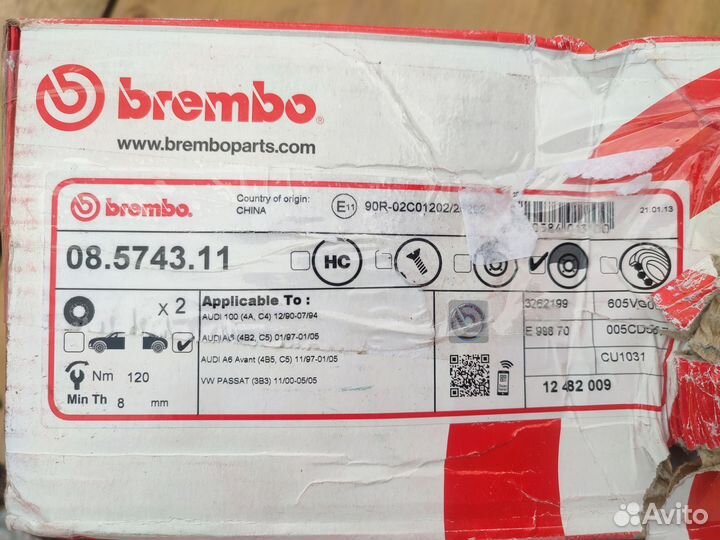 brembo
www.bremboparts.com
brembo.
Country of origin:
CHINA
E11
90R-02C01202/
21.01.13
08.5743.11
HC
x 2
Applicable To :
AUDI 100 (4A, C4) 12/90-07/94
AUDI A6 (4B2, C5) 01/97-01/05
AUDI A6 Avant (4B5, C5) 11/97-01/05
VW PASSAT (3B3) 11/00-05/05
Nm 120
Min Th 8 mm
3262199
E 998 70
CU1031
12 482 009
Avito